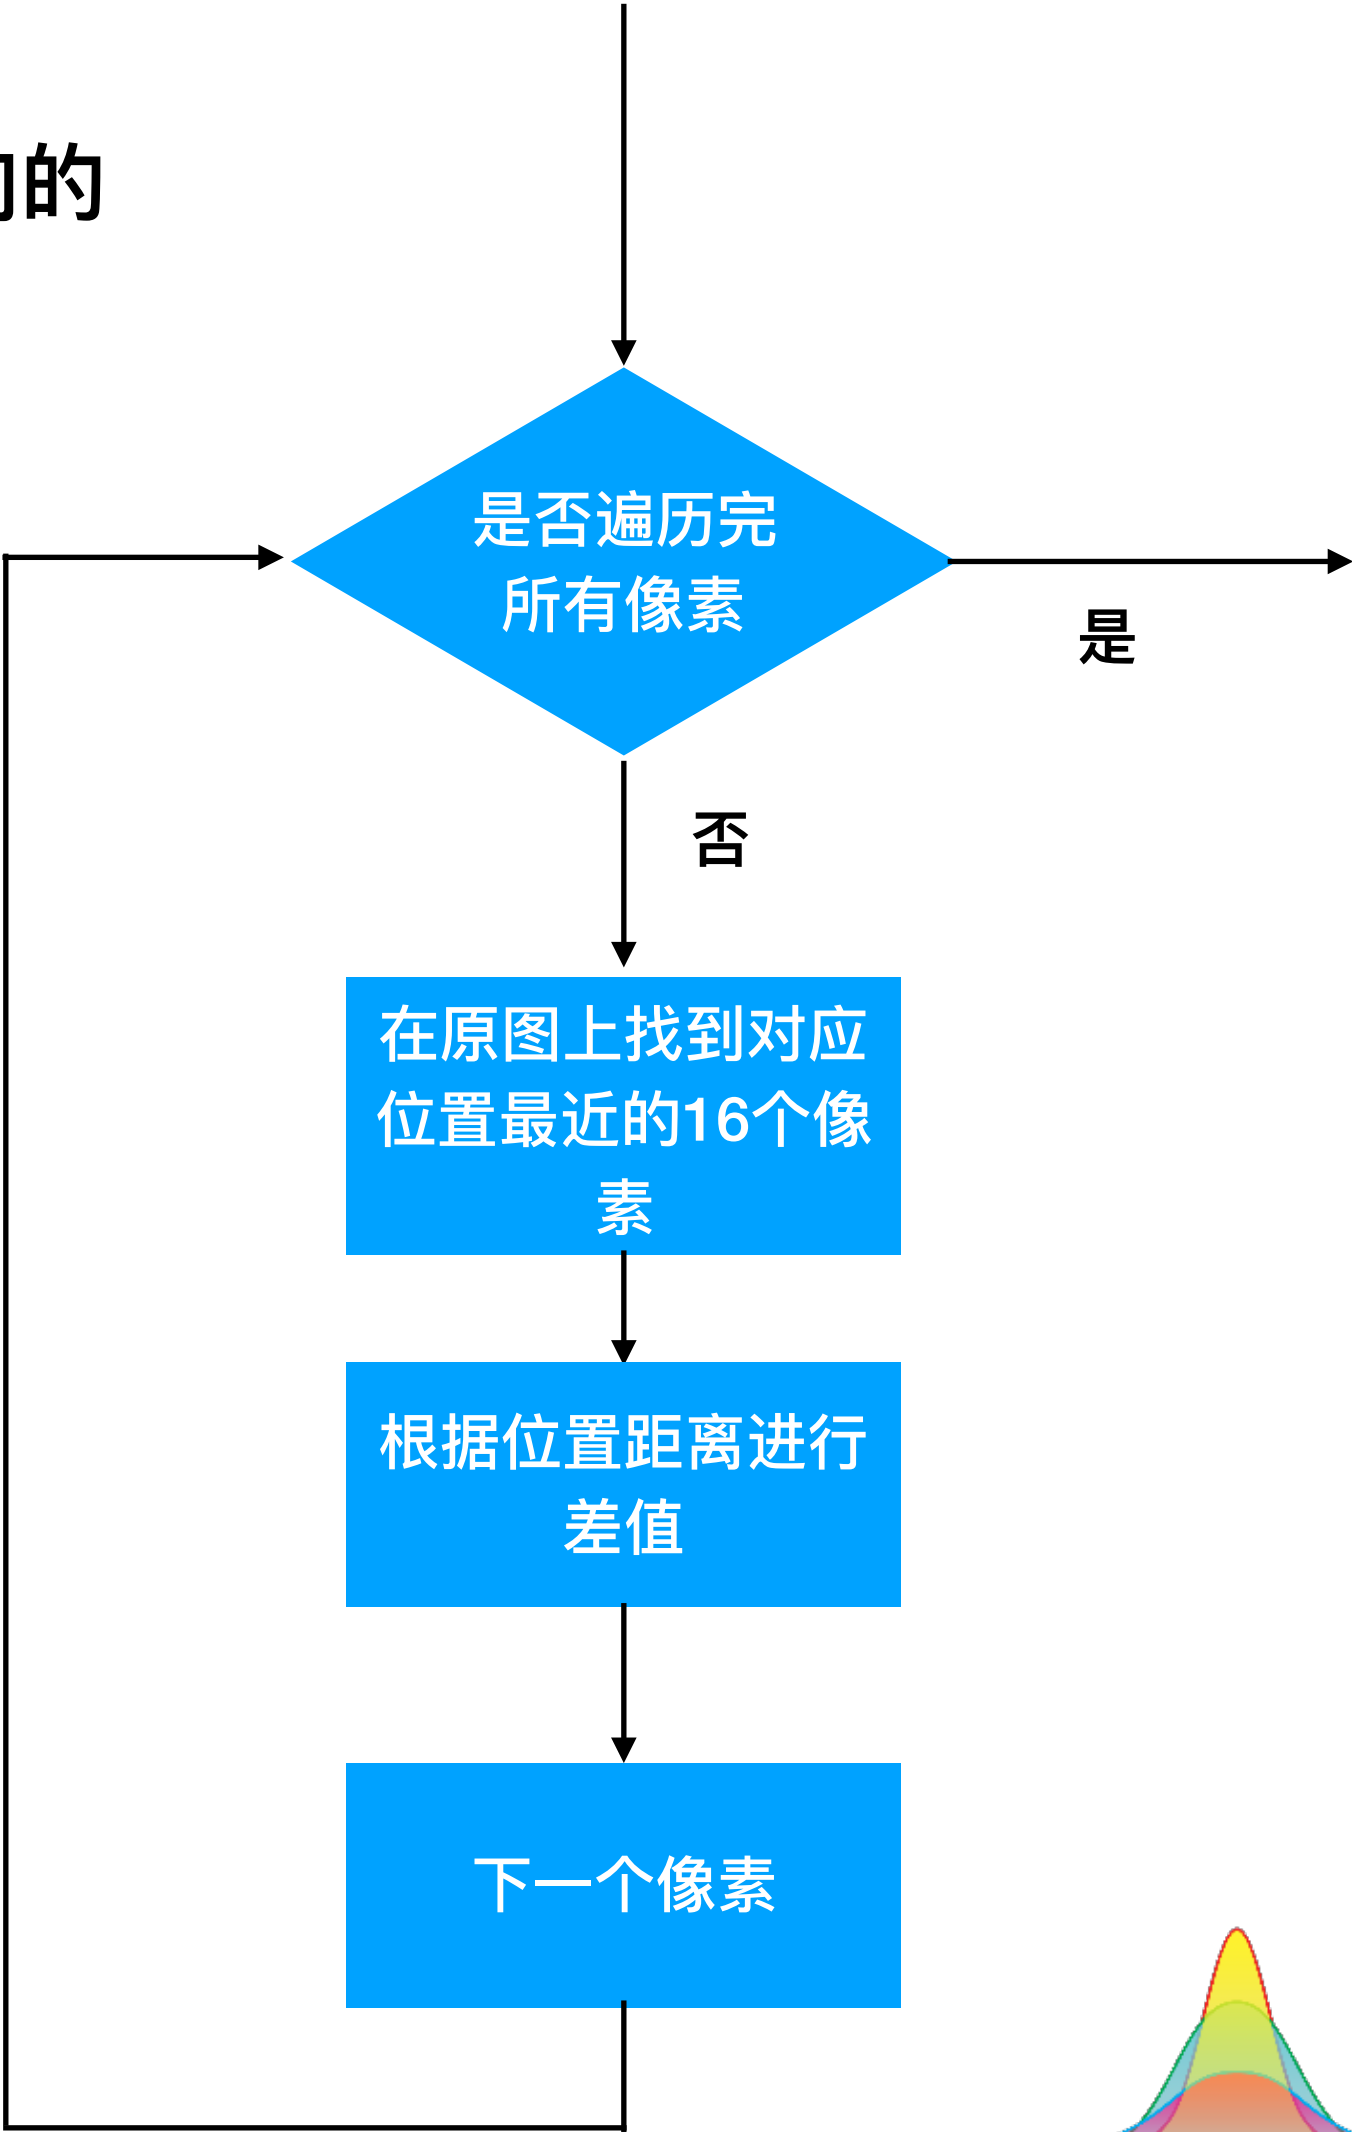 的
是否遍历完
所有像素
是
否
在原图上找到对应
位置最近的16个像
素
根据位置距离进行
差值
下一个像素